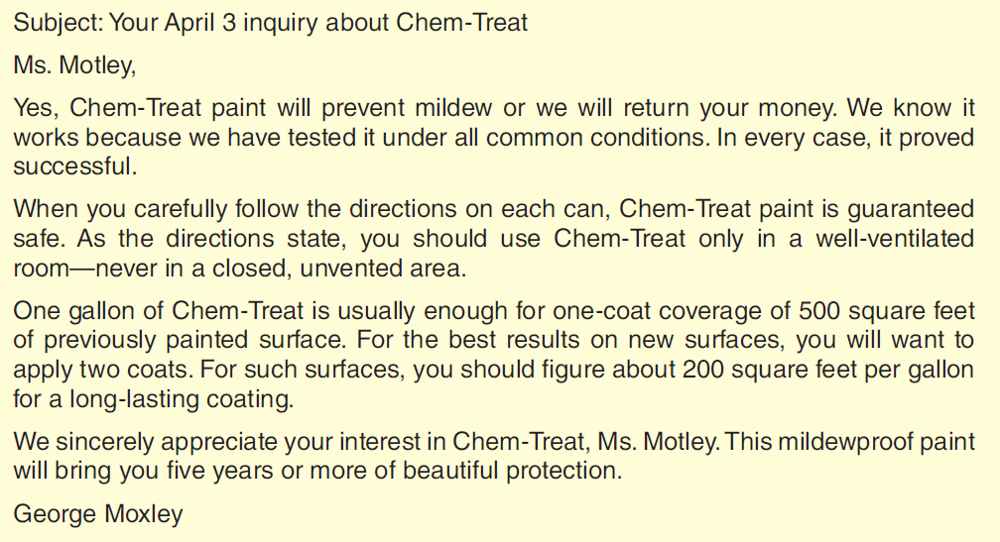 Subject: Your April 3 inquiry about Chem-Treat
Ms. Motley,
Yes, Chem-Treat paint will prevent mildew or we will return your money. We know it
works because we have tested it under all common conditions. In every case, it proved
successful.
When you carefully follow the directions on each can, Chem-Treat paint is guaranteed
safe. As the directions state, you should use Chem-Treat only in a well-ventilated
room—never in a closed, unvented area.
One gallon of Chem-Treat is usually enough for one-coat coverage of 500 square feet
of previously painted surface. For the best results on new surfaces, you will want to
apply two coats. For such surfaces, you should figure about 200 square feet per gallon
for a long-lasting coating.
We sincerely appreciate your interest in Chem-Treat, Ms. Motley. This mildewproof paint
will bring you five years or more of beautiful protection.
George Moxley